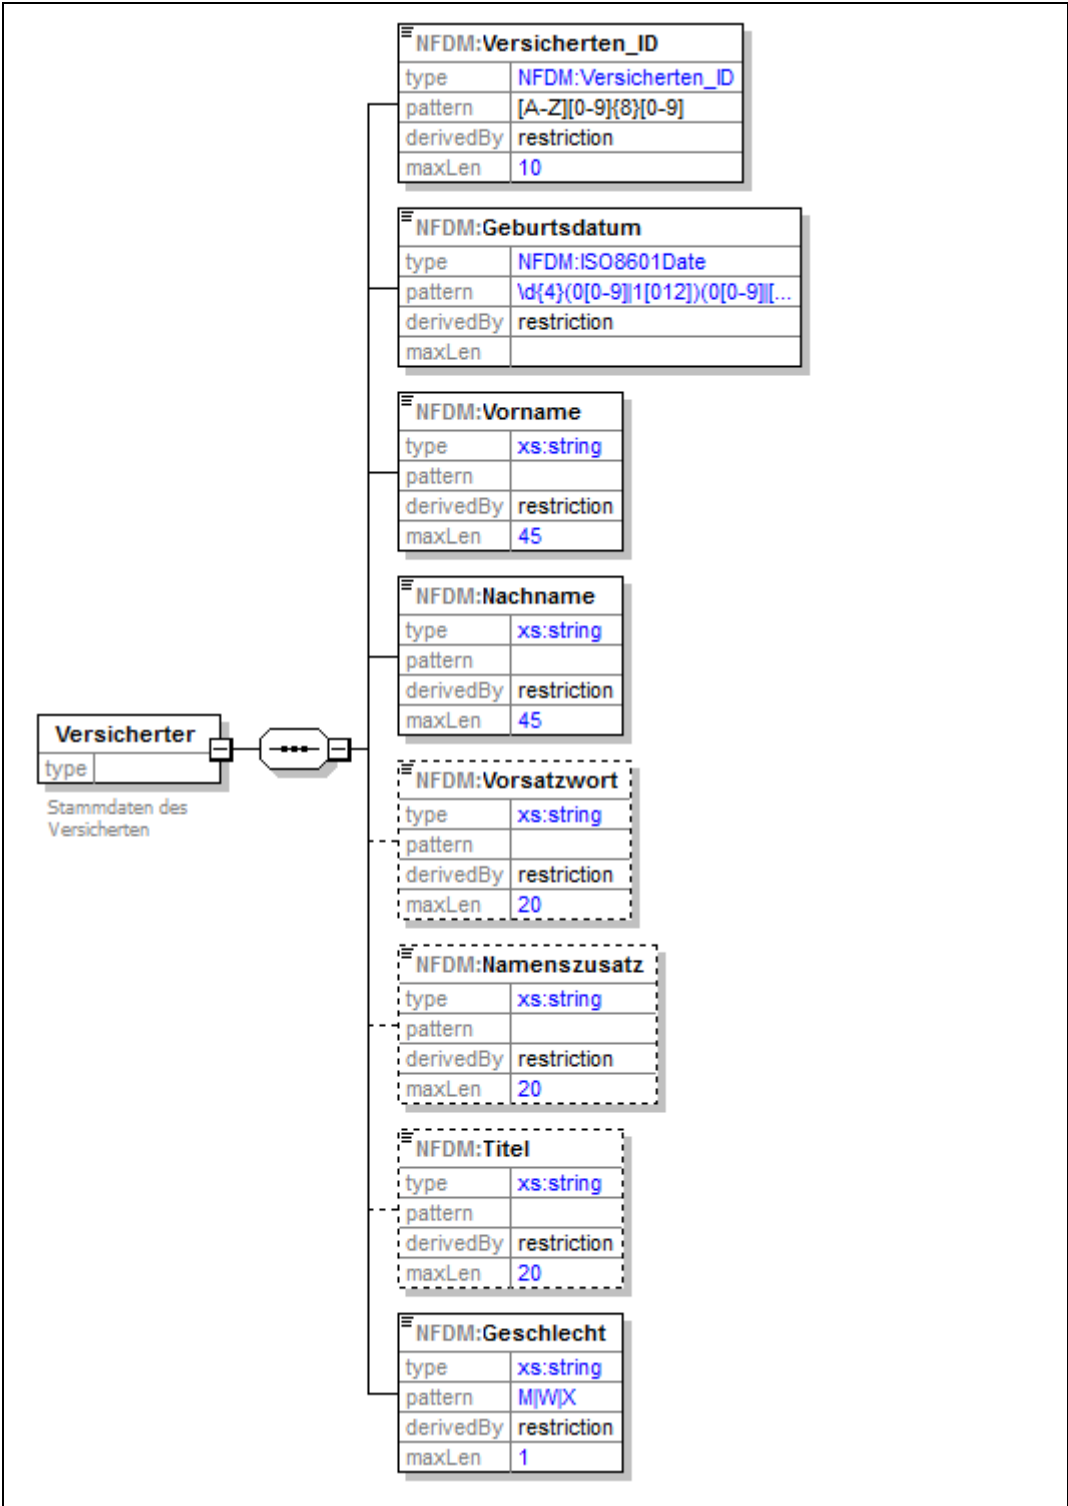 NFDM:Versicherten_ID
type NFDM:Versicherten_ID
pattern [A-Z][0-9]{8}[0-9]
derivedBy restriction
maxLen 10
NFDM:Geburtsdatum
type NFDM:ISO8601Date
pattern \d{4}(0[0-9]|1[012])(0[0-9]|[...
derivedBy restriction
maxLen
NFDM:Vorname
type xs:string
pattern
derivedBy restriction
maxLen 45
NFDM:Nachname
type xs:string
pattern
derivedBy restriction
maxLen 45
Versicherter
type
Stammdaten des
Versicherten
NFDM:Vorsatzwort
type xs:string
pattern
derivedBy restriction
maxLen 20
NFDM:Namenszusatz
type xs:string
pattern
derivedBy restriction
maxLen 20
NFDM:Titel
type xs:string
pattern
derivedBy restriction
maxLen 20
NFDM:Geschlecht
type xs:string
pattern M|W|X
derivedBy restriction
maxLen 1